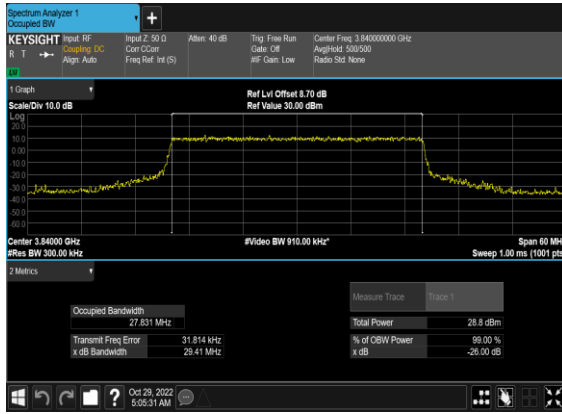 Spectrum Analyzer 1
Occupied BW
+
KEYSIGHT
R T
LXI
Input: RF
Coupling: DC
Align: Auto
Input Z: 50 Ω
Corr CCorr
Freq Ref: Int (S)
Atten: 40 dB
Trig: Free Run
Gate: Off
#IF Gain: Low
Center Freq: 3.840000000 GHz
Avg|Hold: 500/500
Radio Std: None
1 Graph
Scale/Div 10.0 dB
Ref Lvl Offset 8.70 dB
Ref Value 30.00 dBm
Log
20.0
10.0
0.00
-10.0
-20.0
-30.0
-40.0
-50.0
-60.0
Center 3.84000 GHz
#Res BW 300.00 kHz
#Video BW 910.00 kHz*
Span 60 MH
Sweep 1.00 ms (1001 pts
2 Metrics
Measure Trace Trace 1
Occupied Bandwidth
27.831 MHz
Total Power 28.8 dBm
Transmit Freq Error 31.814 kHz
% of OBW Power 99.00 %
x dB Bandwidth 29.41 MHz
x dB -26.00 dB
?
Oct 29, 2022
5:05:31 AM